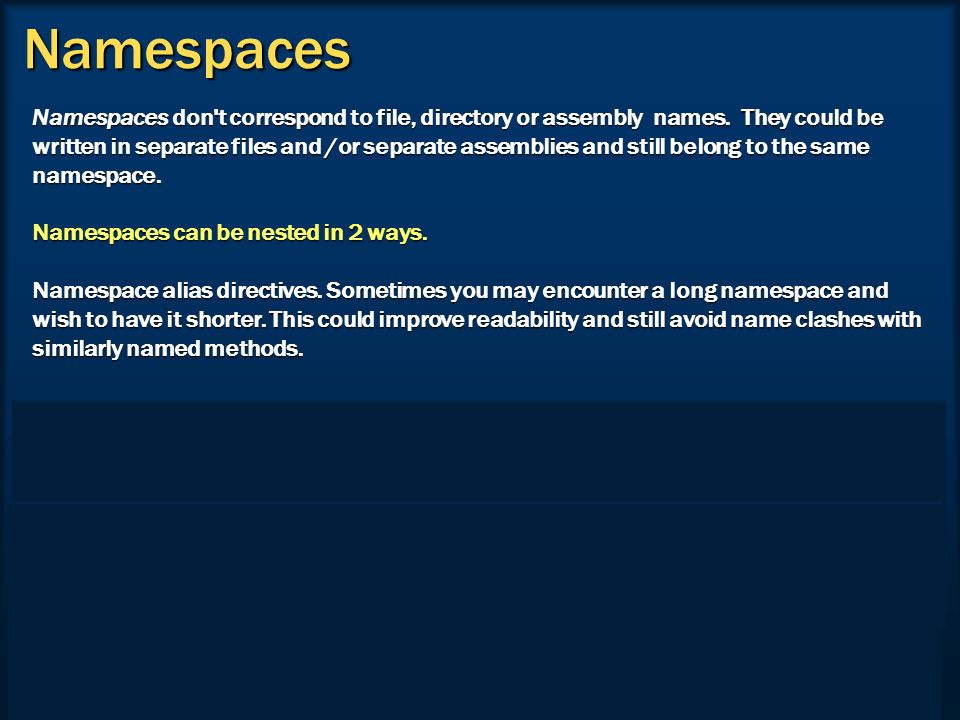 Namespaces
Namespaces don't correspond to file, directory or assembly  names.  They could be
written in separate files and /or separate assemblies and still belong to the same
namespace.
Namespaces can be nested in 2 ways.
Namespace alias directives. Sometimes you may encounter a long namespace and
wish to have it shorter. This could improve readability and still avoid name clashes with
similarly named methods.